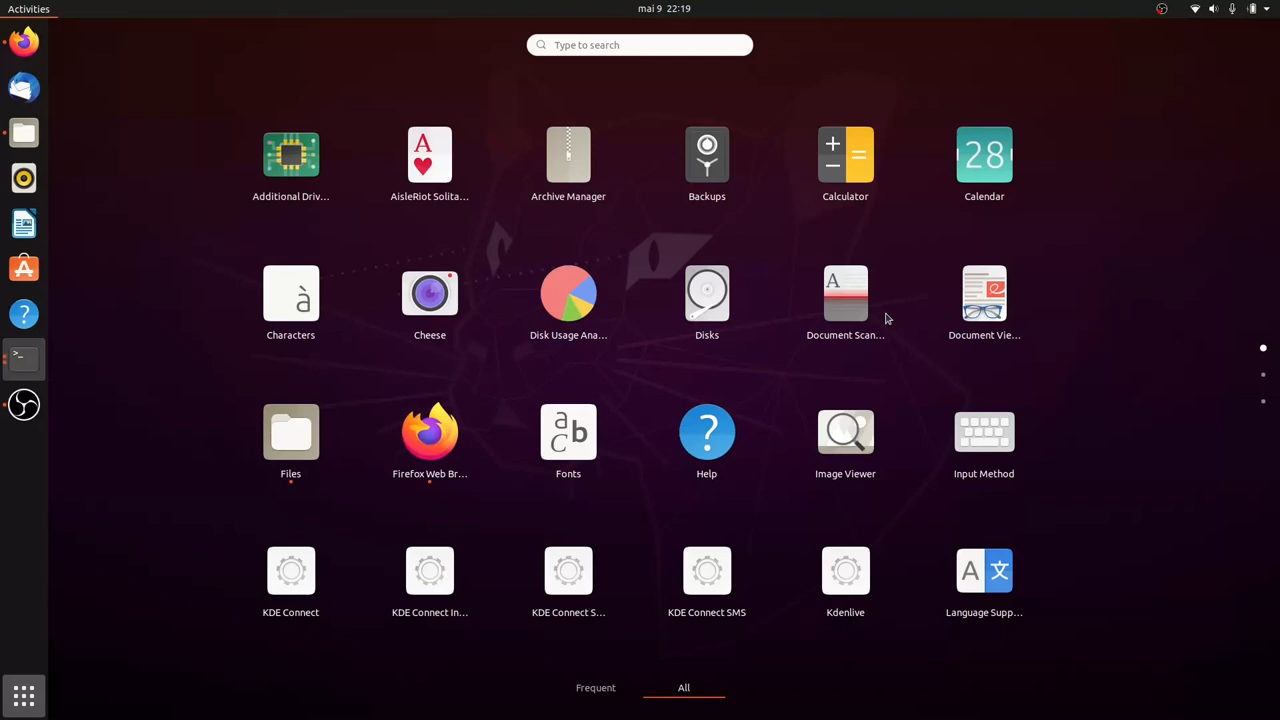 Activities
mai 9 22:19
Type to search
Additional Driv...
AisleRiot Solita...
Archive Manager
Backups
Calculator
Calendar
Characters
Cheese
Disk Usage Ana...
Disks
Document Scan...
Document Vie...
Files
Firefox Web Br...
Fonts
Help
Image Viewer
Input Method
KDE Connect
KDE Connect In...
KDE Connect S...
KDE Connect SMS
Kdenlive
Language Supp...
Frequent
All